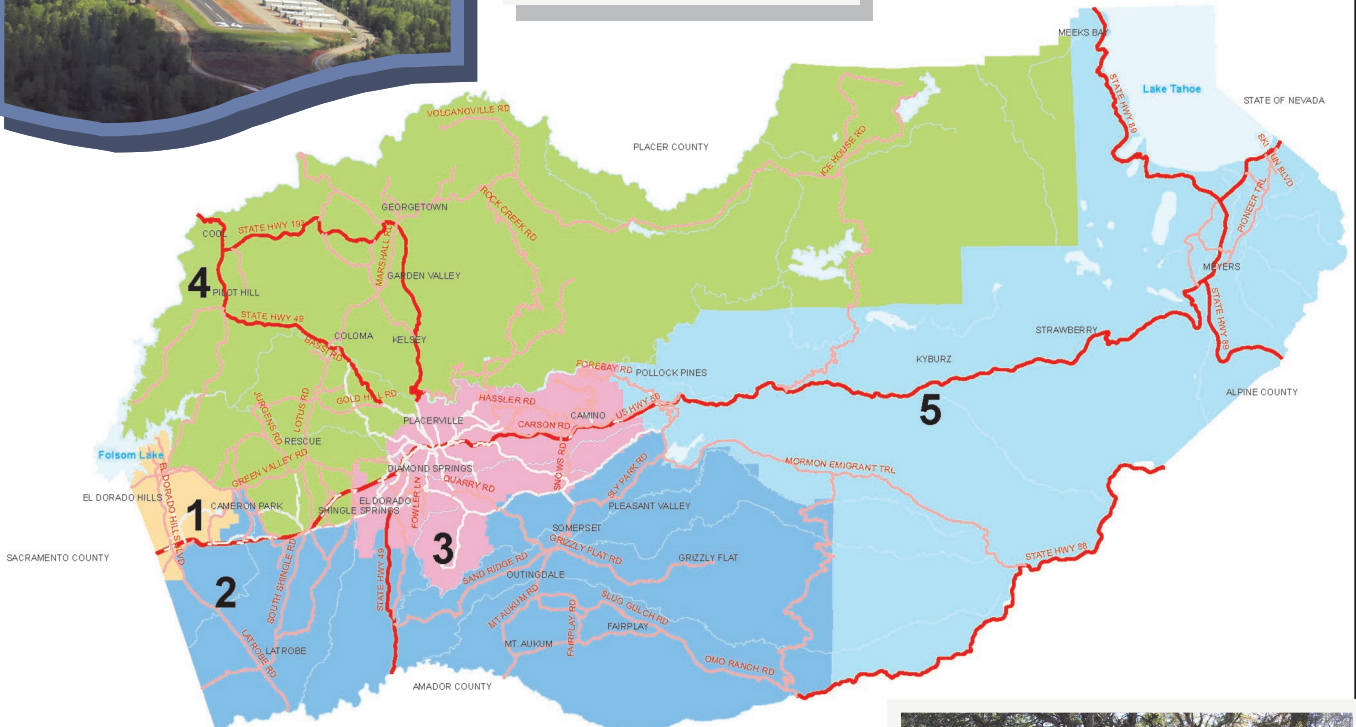 MEEKS BAY
Lake Tahoe
STATE HWY 89
STATE OF NEVADA
VOLCANOVILLE RD
PLACER COUNTY
ICE HOUSE RD
SKI RUN BLVD
PIONEER TRL
ROCK CREEK RD
GEORGETOWN
COOL
STATE HWY 193
MARSHALL RD
GARDEN VALLEY
MEYERS
4
PILOT HILL
STATE HWY 49
STATE HWY 89
COLOMA
BASSI RD
KELSEY
STRAWBERRY
KYBURZ
FOREBAY RD
POLLOCK PINES
ALPINE COUNTY
JURGENS RD
LOTUS RD
GOLD HILL RD
HASSLER RD
5
PLACERVILLE
CAMINO
US HWY 50
CARSON RD
RESCUE
Folsom Lake
GREEN VALLEY RD
DIAMOND SPRINGS
SNOWS RD
SLY PARK RD
MORMON EMIGRANT TRL
EL DORADO HILLS
EL DORADO HILLS BLVD
1
CAMERON PARK
EL DORADO
SHINGLE SPRINGS
FOWLER LN
QUARRY RD
PLEASANT VALLEY
SOMERSET
SACRAMENTO COUNTY
3
GRIZZLY FLAT RD
GRIZZLY FLAT
STATE HWY 88
2
SOUTH SHINGLE RD
STATE HWY 49
SAND RIDGE RD
OUTINGDALE
MT AUKUM RD
FAIRPLAY RD
SLUG GULCH RD
FAIRPLAY
LATROBE RD
LATROBE
MT. AUKUM
OMO RANCH RD
AMADOR COUNTY